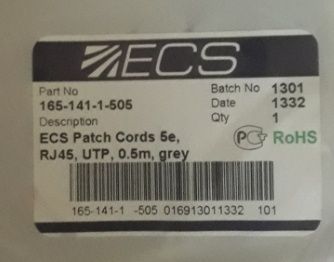 ECS
Part No
165-141-1-505
Batch No 1301
Date 1332
Qty 1
Description
ECS Patch Cords 5e,
RJ45, UTP, 0.5m, grey
RoHS
165-141-1 -505 016913011332 101